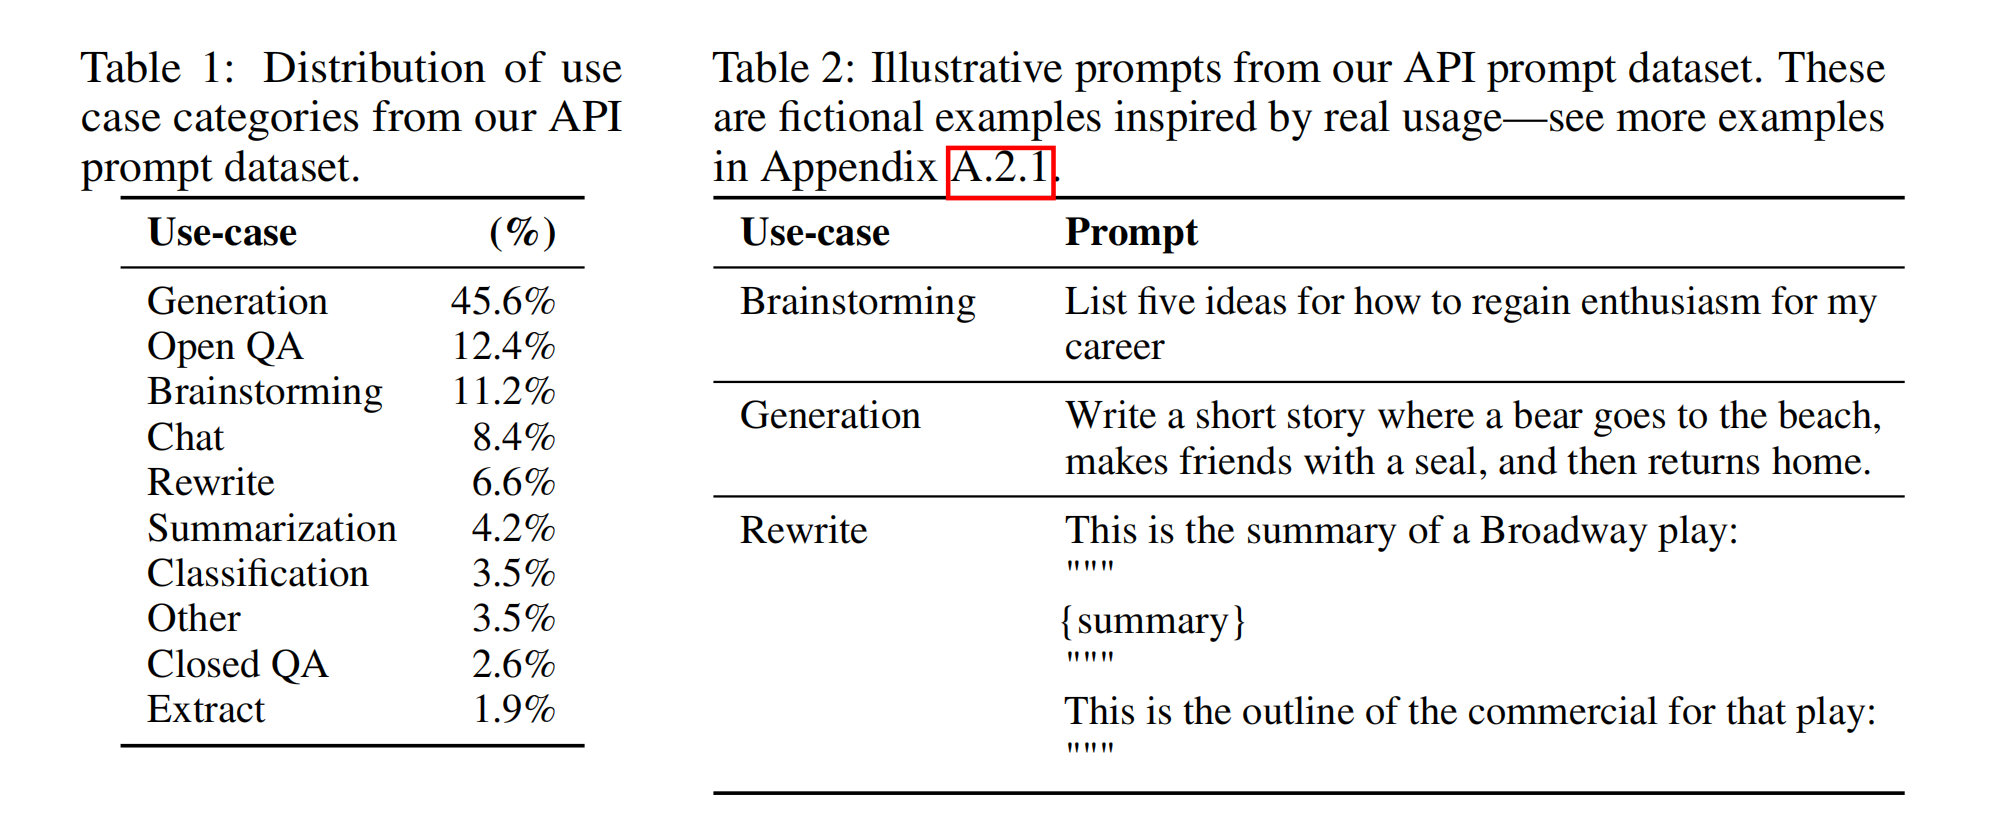 Table 1: Distribution of use
case categories from our API
prompt dataset.
Use-case (%)
Generation 45.6%
Open QA 12.4%
Brainstorming 11.2%
Chat 8.4%
Rewrite 6.6%
Summarization 4.2%
Classification 3.5%
Other 3.5%
Closed QA 2.6%
Extract 1.9%
Table 2: Illustrative prompts from our API prompt dataset. These
are fictional examples inspired by real usage—see more examples
in Appendix A.2.1.
Use-case Prompt
Brainstorming List five ideas for how to regain enthusiasm for my
career
Generation Write a short story where a bear goes to the beach,
makes friends with a seal, and then returns home.
Rewrite This is the summary of a Broadway play:
"""
{summary}
"""
This is the outline of the commercial for that play:
"""